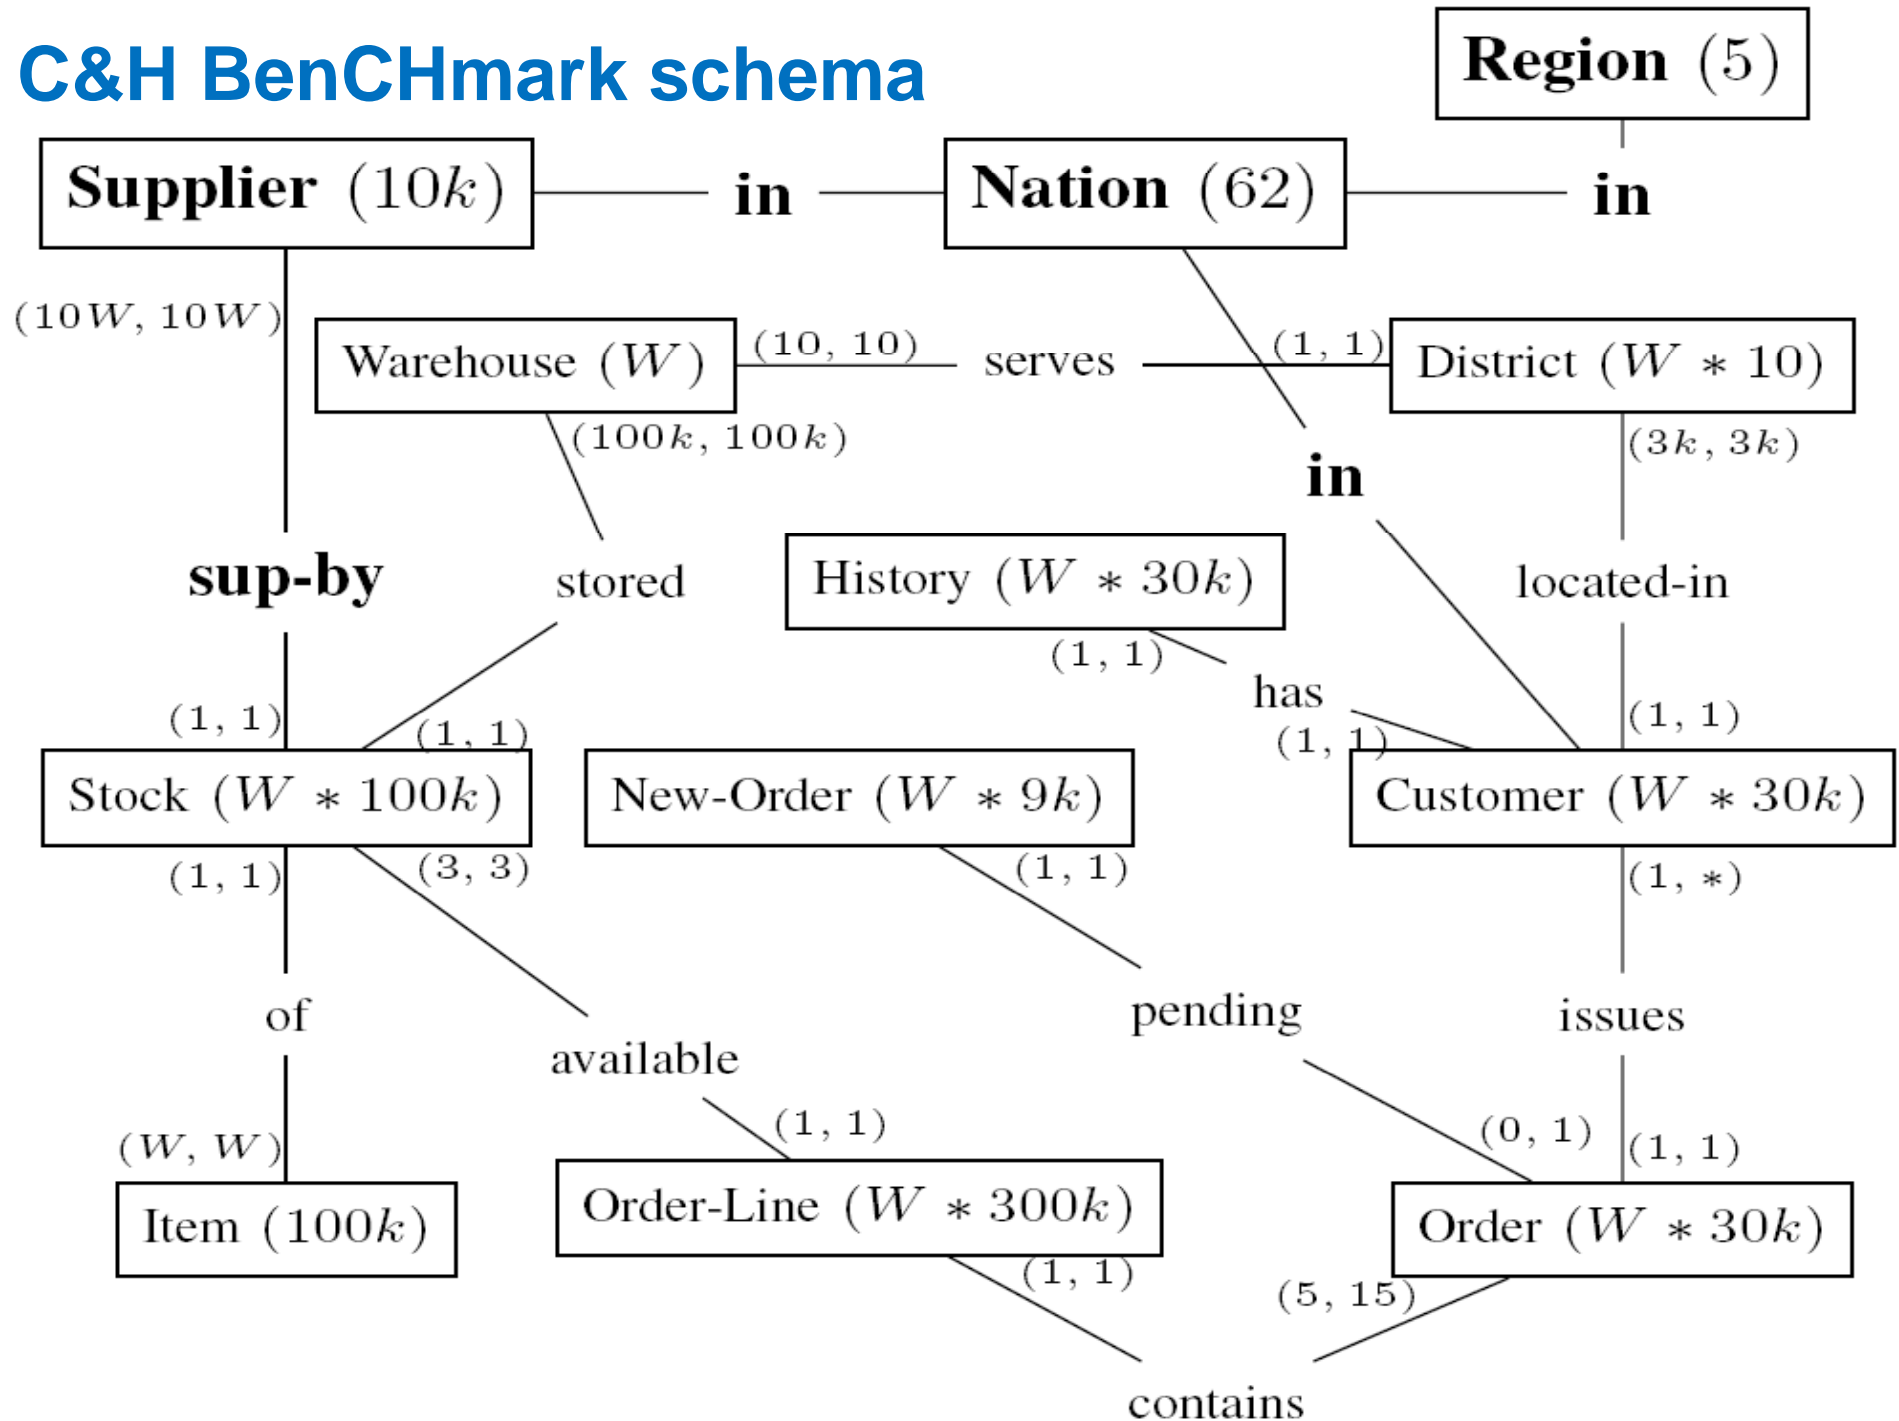 C&H BenCHmark schema
Region (5)
Supplier (10k)
in
Nation (62)
in
(10W, 10W)
Warehouse (W)
(10, 10)
serves
(1, 1)
District (W * 10)
(100k, 100k)
(3k, 3k)
in
sup-by
stored
History (W * 30k)
located-in
(1, 1)
has
(1, 1)
(1, 1)
(1, 1)
(1, 1)
Stock (W * 100k)
New-Order (W * 9k)
Customer (W * 30k)
(1, 1)
(3, 3)
(1, 1)
(1, *)
of
available
pending
issues
(W, W)
(1, 1)
(0, 1)
(1, 1)
Item (100k)
Order-Line (W * 300k)
Order (W * 30k)
(1, 1)
(5, 15)
contains